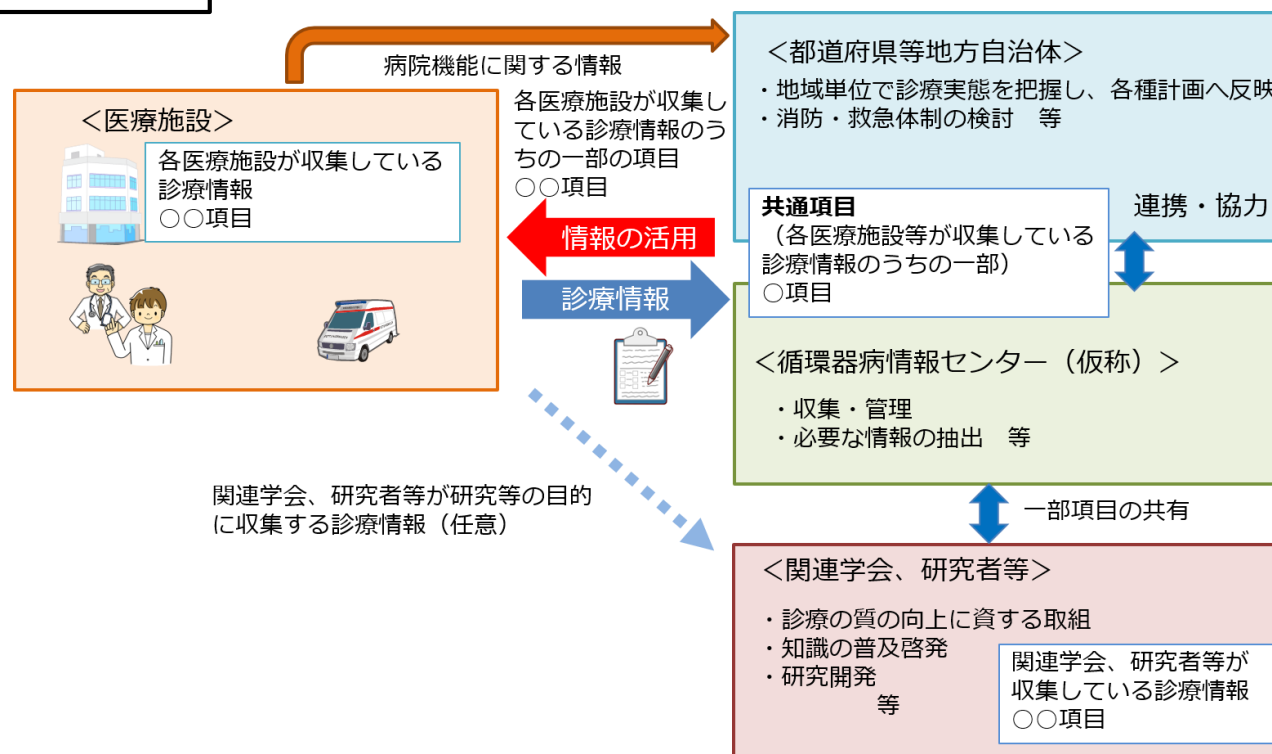 病院機能に関する情報
＜医療施設＞
各医療施設が収集している
診療情報
○○項目
各医療施設が収集し
ている診療情報のう
ちの一部の項目
○○項目
情報の活用
診療情報
＜都道府県等地方自治体＞
・地域単位で診療実態を把握し、各種計画へ反映
・消防・救急体制の検討　等
共通項目
（各医療施設等が収集している
診療情報のうちの一部）
○項目
連携・協力
＜循環器病情報センター（仮称）＞
・収集・管理
・必要な情報の抽出　等
関連学会、研究者等が研究等の目的
に収集する診療情報（任意）
一部項目の共有
＜関連学会、研究者等＞
・診療の質の向上に資する取組
・知識の普及啓発
・研究開発
等
関連学会、研究者等が
収集している診療情報
○○項目